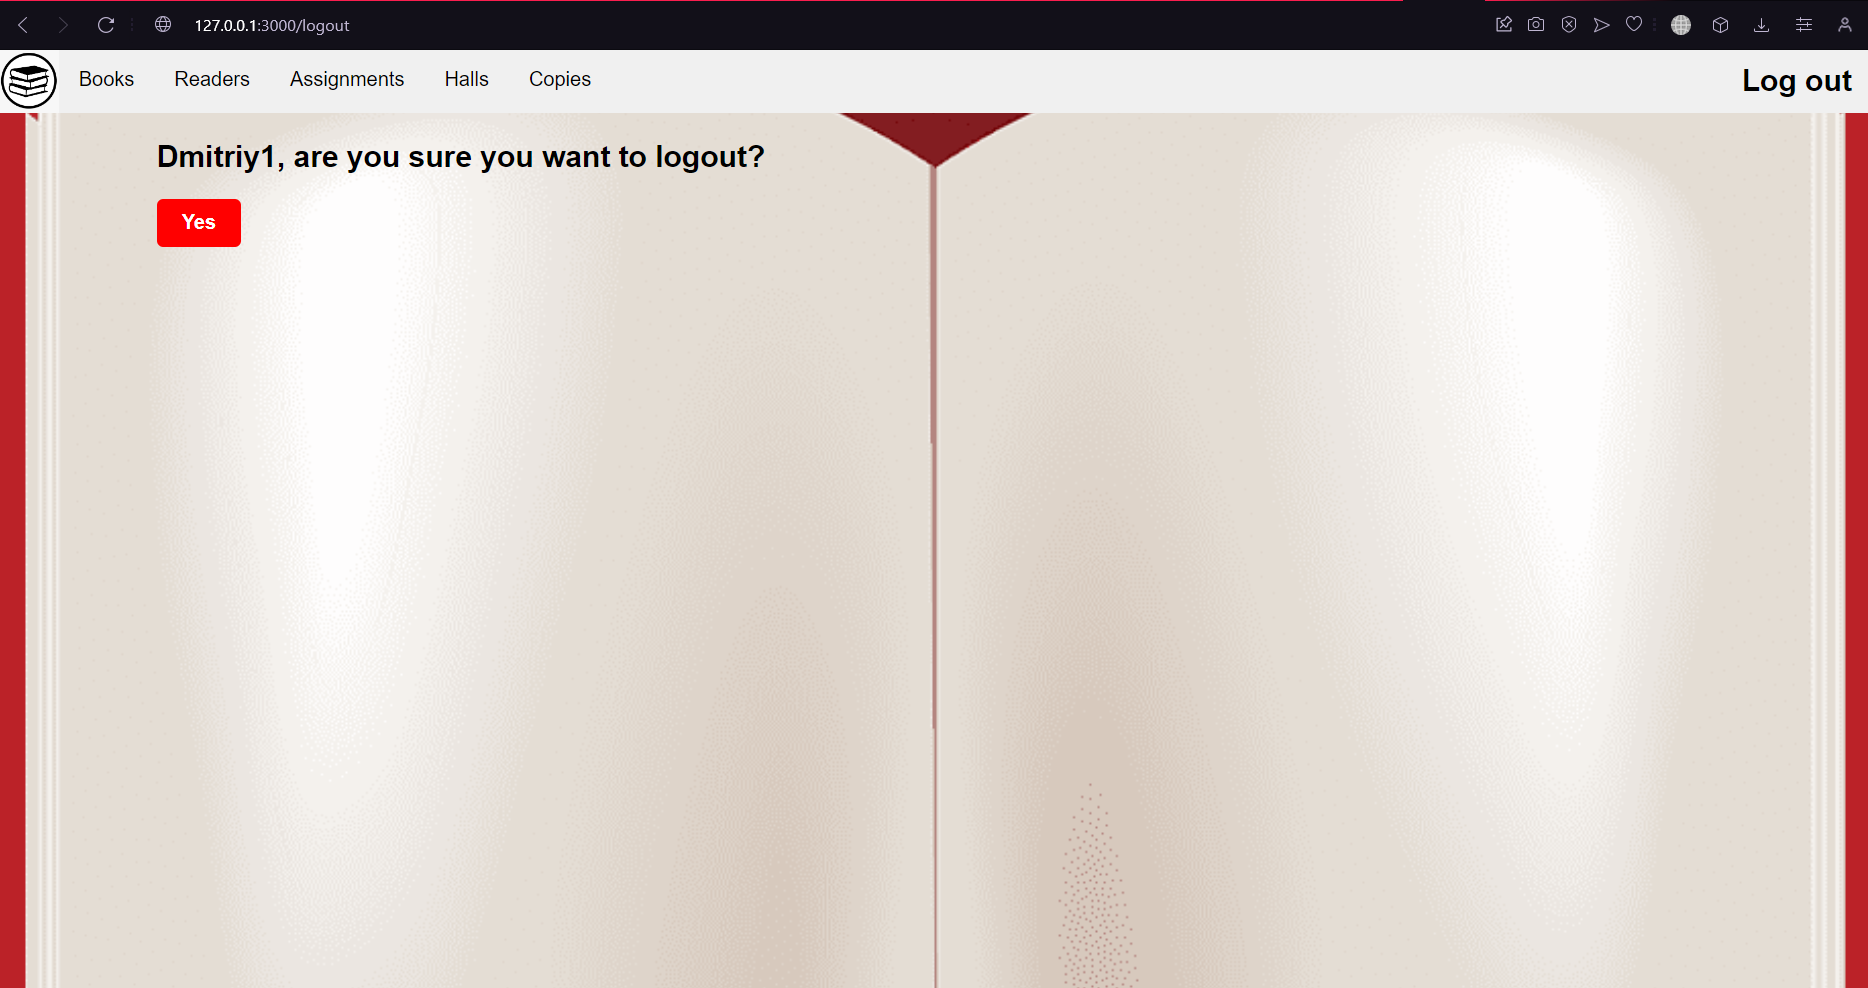 127.0.0.1:3000/logout
Books Readers Assignments Halls Copies Log out
Dmitriy1, are you sure you want to logout?
Yes